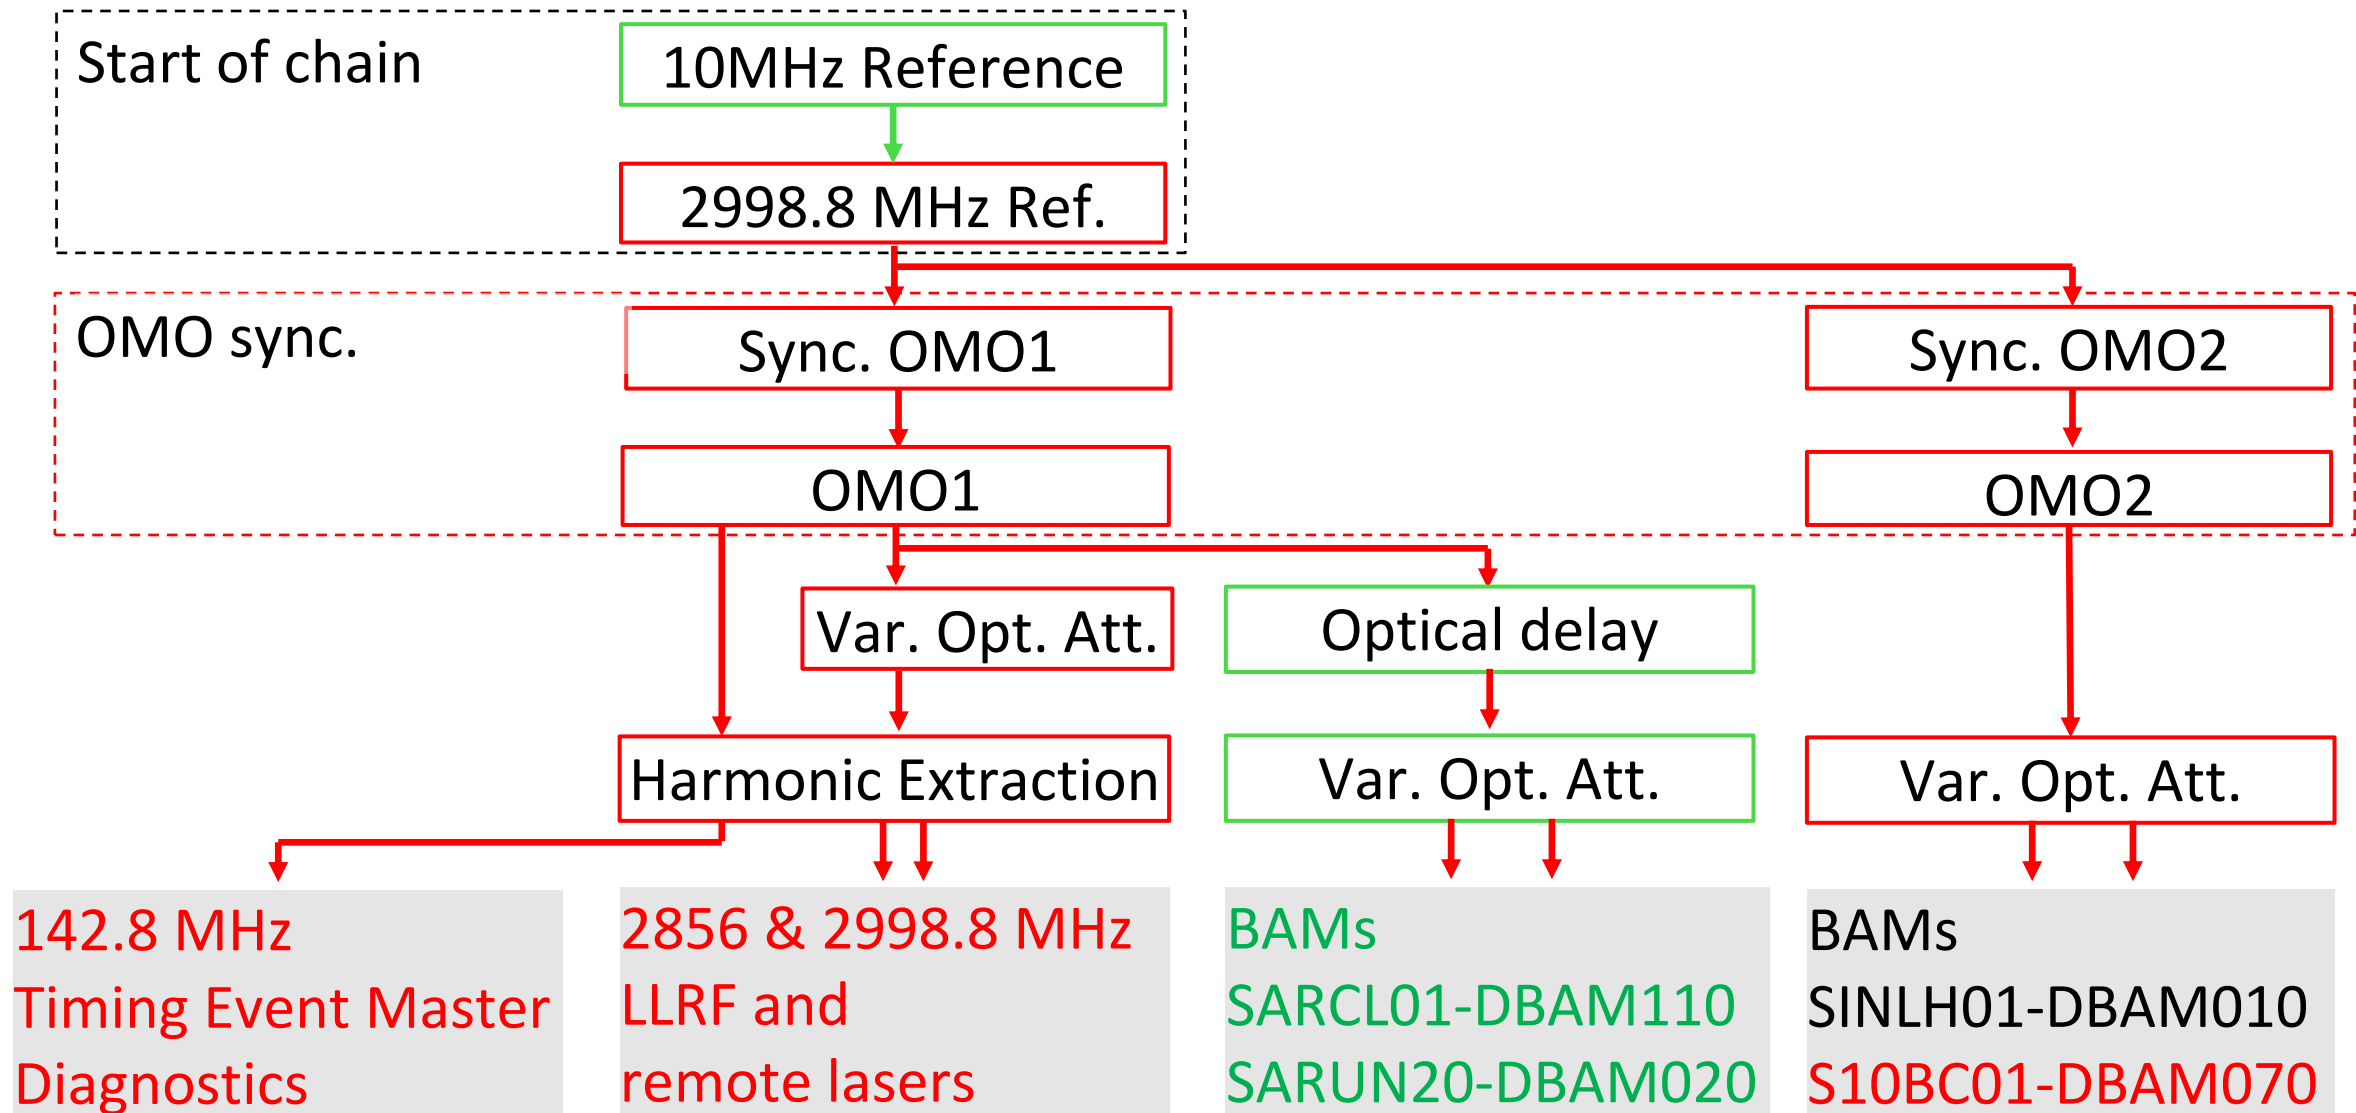 Start of chain
10MHz Reference
2998.8 MHz Ref.
OMO sync.
Sync. OMO1
Sync. OMO2
OMO1
OMO2
Var. Opt. Att.
Optical delay
Harmonic Extraction
Var. Opt. Att.
Var. Opt. Att.
142.8 MHz
Timing Event Master
Diagnostics
2856 & 2998.8 MHz
LLRF and
remote lasers
BAMs
SARCL01-DBAM110
SARUN20-DBAM020
BAMs
SINLH01-DBAM010
S10BC01-DBAM070